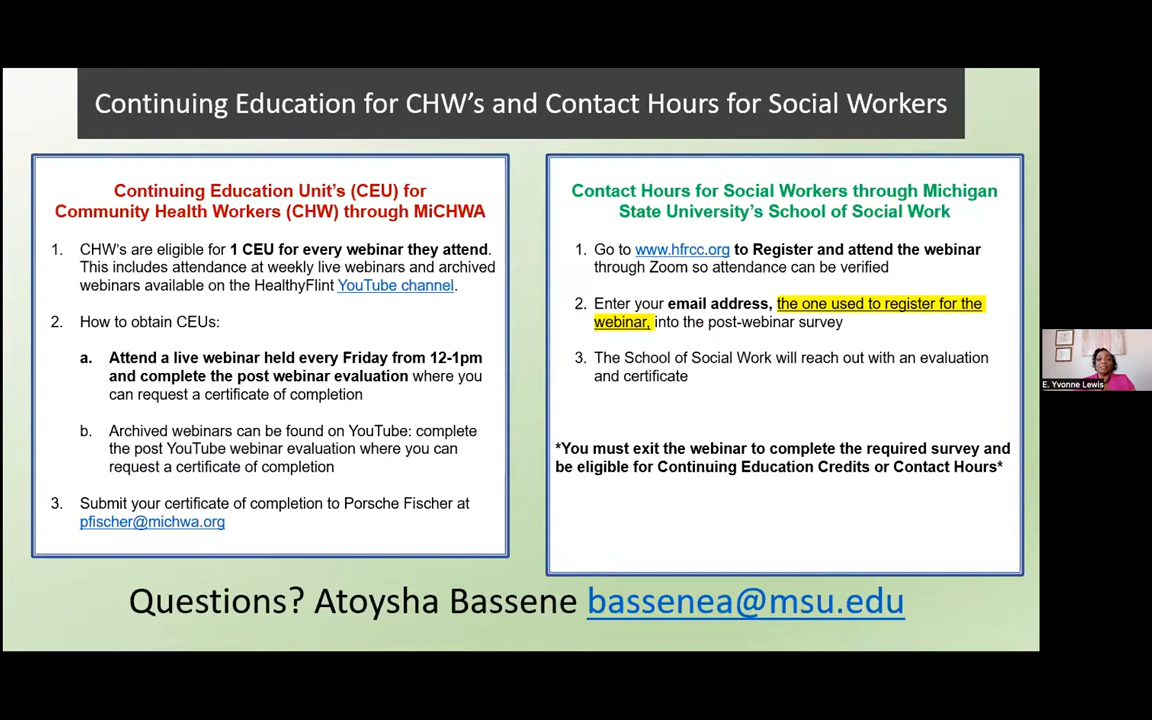 Continuing Education for CHW's and Contact Hours for Social Workers
Continuing Education Unit's (CEU) for
Community Health Workers (CHW) through MiCHWA
1. CHW's are eligible for 1 CEU for every webinar they attend.
This includes attendance at weekly live webinars and archived
webinars available on the HealthyFlint YouTube channel.
2. How to obtain CEUs:
a. Attend a live webinar held every Friday from 12-1pm
and complete the post webinar evaluation where you
can request a certificate of completion
b. Archived webinars can be found on YouTube: complete
the post YouTube webinar evaluation where you can
request a certificate of completion
3. Submit your certificate of completion to Porsche Fischer at
pfischer@michwa.org
Contact Hours for Social Workers through Michigan
State University's School of Social Work
1. Go to www.hfrcc.org to Register and attend the webinar
through Zoom so attendance can be verified
2. Enter your email address, the one used to register for the
webinar, into the post-webinar survey
3. The School of Social Work will reach out with an evaluation
and certificate
*You must exit the webinar to complete the required survey and
be eligible for Continuing Education Credits or Contact Hours*
E. Yvonne Lewis
Questions? Atoysha Bassene bassenea@msu.edu